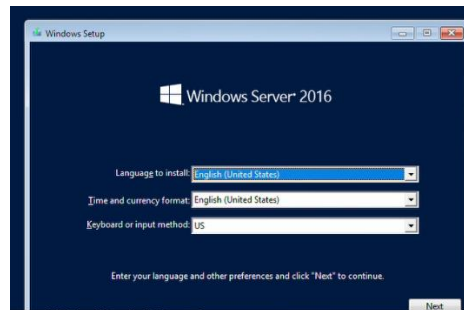 Windows Setup
Windows Server 2016
Language to install: English (United States)
Time and currency format: English (United States)
Keyboard or input method: US
Enter your language and other preferences and click "Next" to continue.
Next